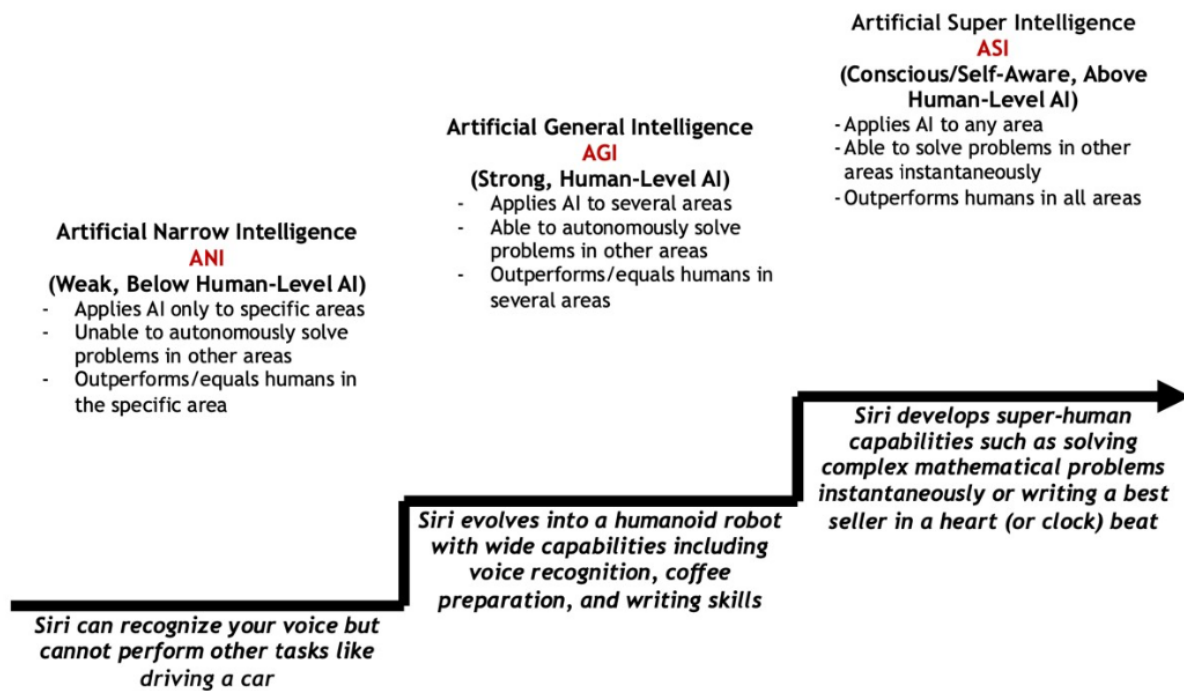 Artificial Narrow Intelligence
ANI
(Weak, Below Human-Level AI)
- Applies AI only to specific areas
- Unable to autonomously solve
problems in other areas
- Outperforms/equals humans in
the specific area
Siri can recognize your voice but
cannot perform other tasks like
driving a car
Artificial General Intelligence
AGI
(Strong, Human-Level AI)
- Applies AI to several areas
- Able to autonomously solve
problems in other areas
- Outperforms/equals humans in
several areas
Siri evolves into a humanoid robot
with wide capabilities including
voice recognition, coffee
preparation, and writing skills
Artificial Super Intelligence
ASI
(Conscious/Self-Aware, Above
Human-Level AI)
- Applies AI to any area
- Able to solve problems in other
areas instantaneously
- Outperforms humans in all areas
Siri develops super-human
capabilities such as solving
complex mathematical problems
instantaneously or writing a best
seller in a heart (or clock) beat